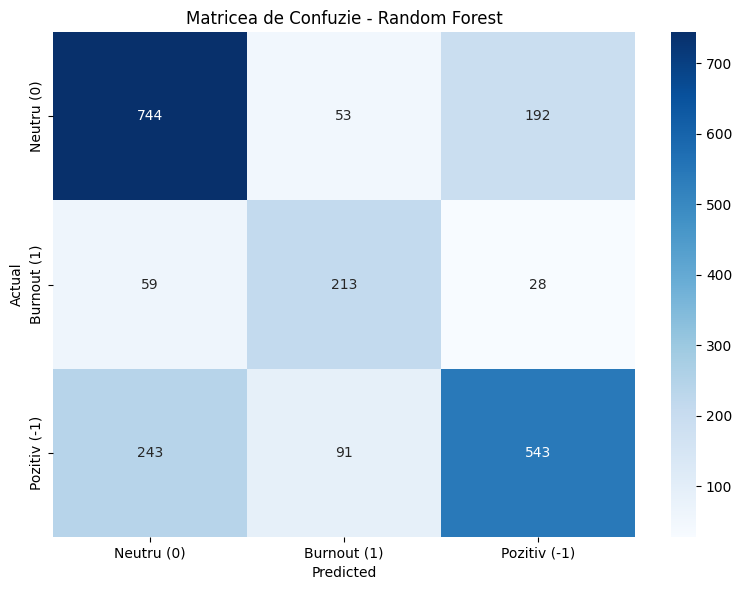 Matricea de Confuzie - Random Forest
Actual
Neutru (0)
744 53 192
Burnout (1)
59 213 28
Pozitiv (-1)
243 91 543
Neutru (0) Burnout (1) Pozitiv (-1)
Predicted
700
600
500
400
300
200
100